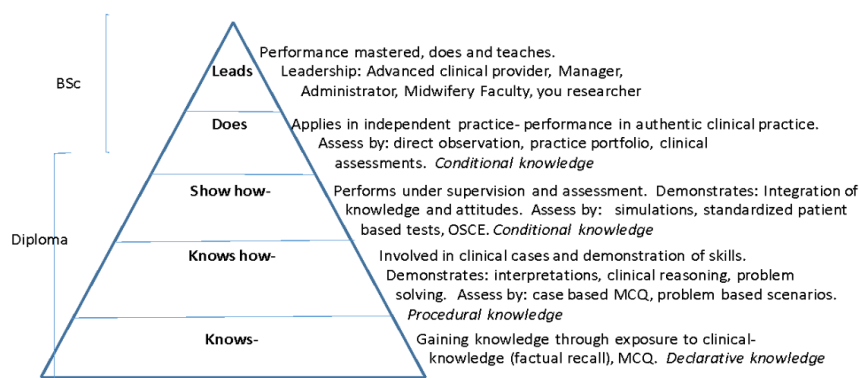 BSc
Diploma
Leads
Performance mastered, does and teaches.
Leadership: Advanced clinical provider, Manager,
Administrator, Midwifery Faculty, you researcher
Does
Applies in independent practice- performance in authentic clinical practice.
Assess by: direct observation, practice portfolio, clinical
assessments. Conditional knowledge
Show how-
Performs under supervision and assessment. Demonstrates: Integration of
knowledge and attitudes. Assess by: simulations, standardized patient
based tests, OSCE. Conditional knowledge
Knows how-
Involved in clinical cases and demonstration of skills.
Demonstrates: interpretations, clinical reasoning, problem
solving. Assess by: case based MCQ, problem based scenarios.
Procedural knowledge
Knows-
Gaining knowledge through exposure to clinical-
knowledge (factual recall), MCQ. Declarative knowledge